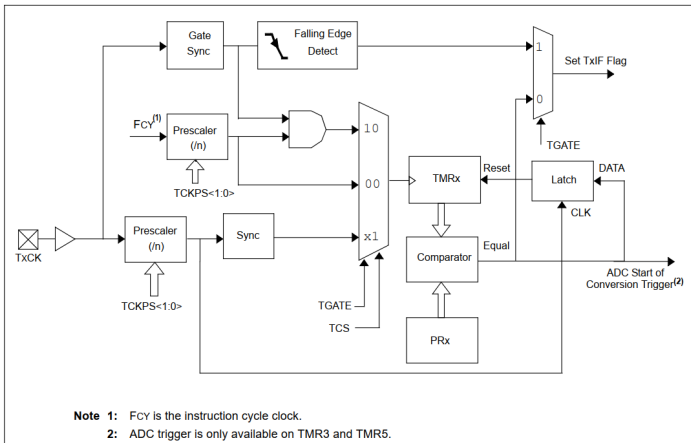 Gate
Sync
Falling Edge
Detect
1
Set TxIF Flag
0
FCY(1)
Prescaler
(/n)
10
TGATE
TCKPS<1:0>
00
TMRx
Reset
Latch
DATA
CLK
TxCK
Prescaler
(/n)
Sync
x1
Comparator
Equal
ADC Start of
Conversion Trigger(2)
TCKPS<1:0>
TGATE
TCS
PRx
Note 1: FCY is the instruction cycle clock.
2: ADC trigger is only available on TMR3 and TMR5.